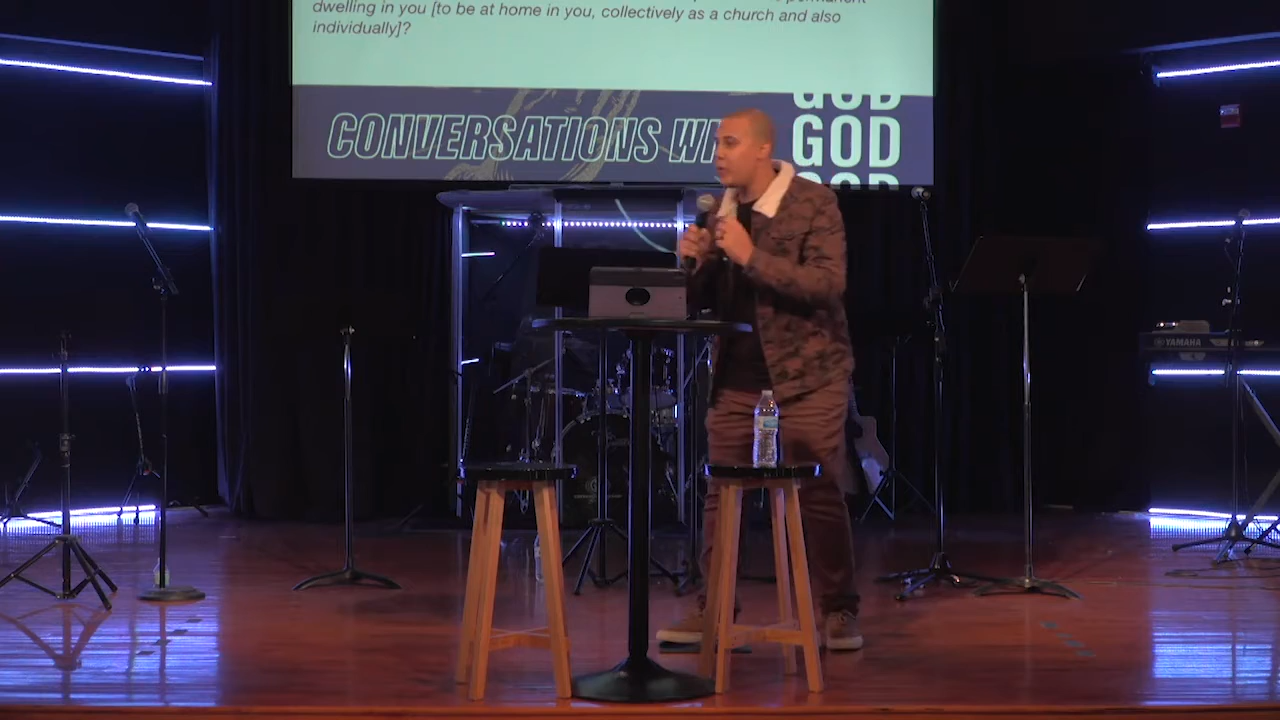 dwelling in you [to be at home in you, collectively as a church and also
individually]?
CONVERSATIONS
GOD
GOD
GOD
YAMAHA